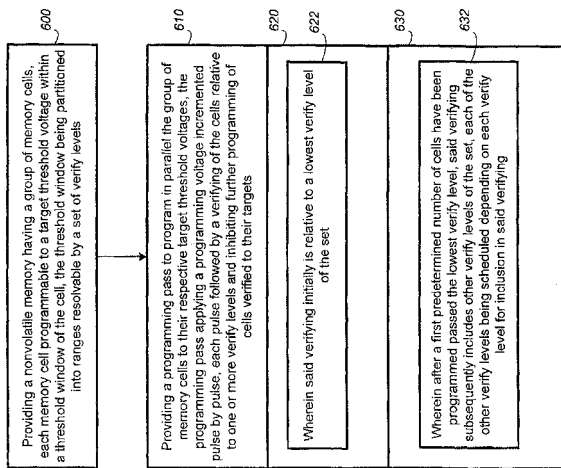 600
Providing a nonvolatile memory having a group of memory cells,
each memory cell programmable to a target threshold voltage within
a threshold window of the cell, the threshold window being partitioned
into ranges resolvable by a set of verify levels
610
Providing a programming pass to program in parallel the group of
memory cells to their respective target threshold voltages, the
programming pass applying a programming voltage incremented
pulse by pulse, each pulse followed by a verifying of the cells relative
to one or more verify levels and inhibiting further programming of
cells verified to their targets
620
622
Wherein said verifying initially is relative to a lowest verify level
of the set
630
632
Wherein after a first predetermined number of cells have been
programmed passed the lowest verify level, said verifying
subsequently includes other verify levels of the set, each of the
other verify levels being scheduled depending on each verify
level for inclusion in said verifying